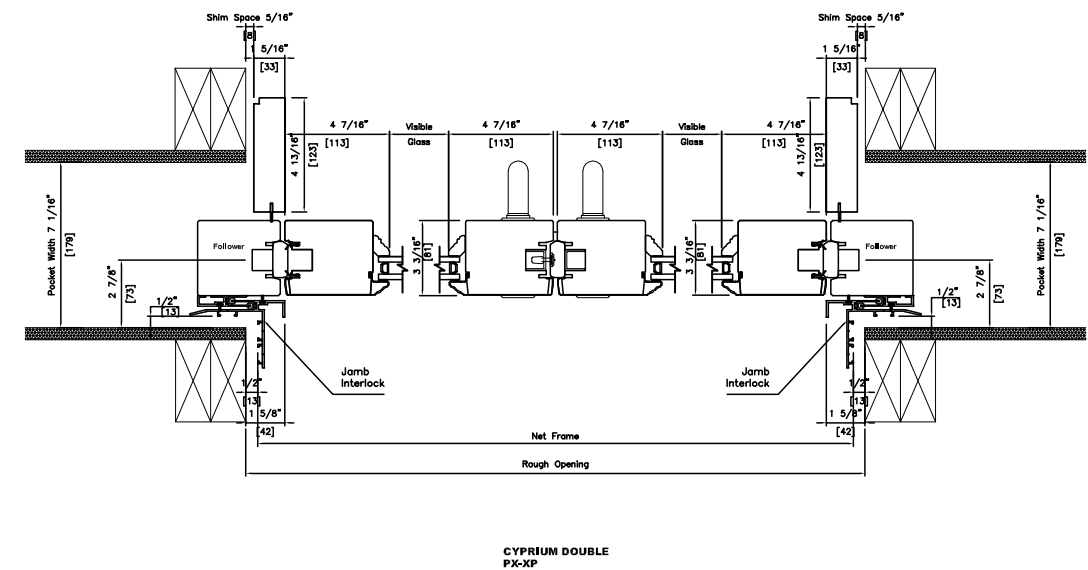 Shim Space 5/16"
[8]
1 5/16"
[33]
Shim Space 5/16"
[8]
1 5/16"
[33]
4 7/16"
[113]
Visible
Glass
4 7/16"
[113]
4 7/16"
[113]
Visible
Glass
4 7/16"
[113]
4 13/16"
[123]
4 13/16"
[123]
Pocket Width 7 1/16"
[179]
Follower
3 3/16"
[81]
3 3/16"
[81]
Follower
Pocket Width 7 1/16"
[179]
2 7/8"
[73]
1/2"
[13]
1/2"
[13]
2 7/8"
[73]
Jamb
Interlock
Jamb
Interlock
1/2"
[13]
1 5/8"
[42]
1/2"
[13]
1 5/8"
[42]
Net Frame
Rough Opening
CYPRIUM DOUBLE
PX-XP